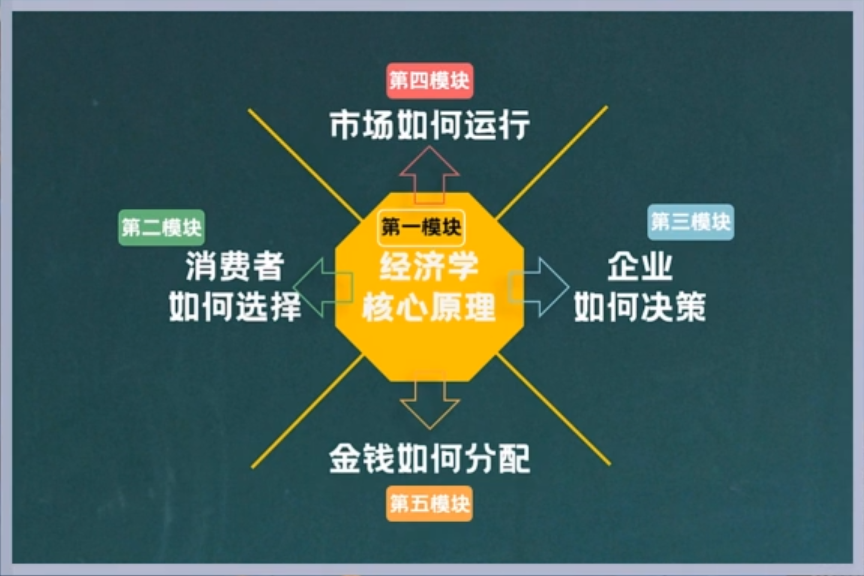 第四模块
市场如何运行
第二模块
消费者
如何选择
第一模块
经济学
核心原理
第三模块
企业
如何决策
金钱如何分配
第五模块